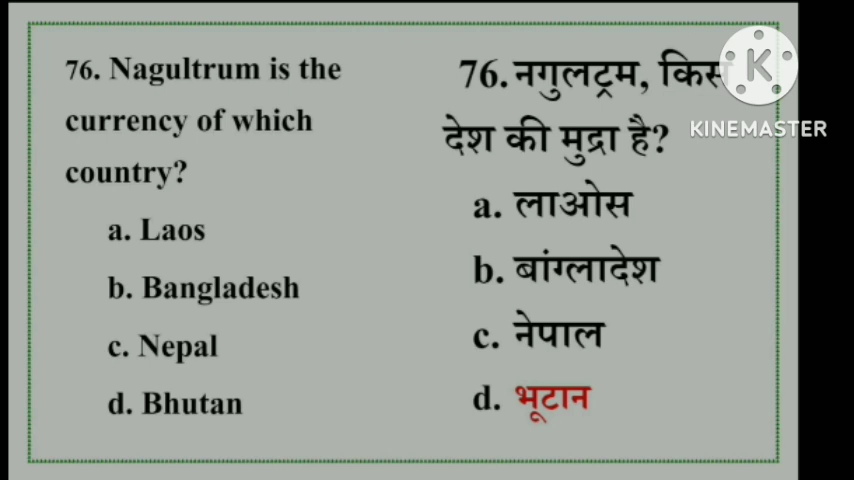 76. Nagultrum is the
currency of which
country?
a. Laos
b. Bangladesh
c. Nepal
d. Bhutan
76. नगुलट्रम, किस
देश की मुद्रा है?
a. लाओस
b. बांग्लादेश
c. नेपाल
d. भूटान
K
KINEMASTER